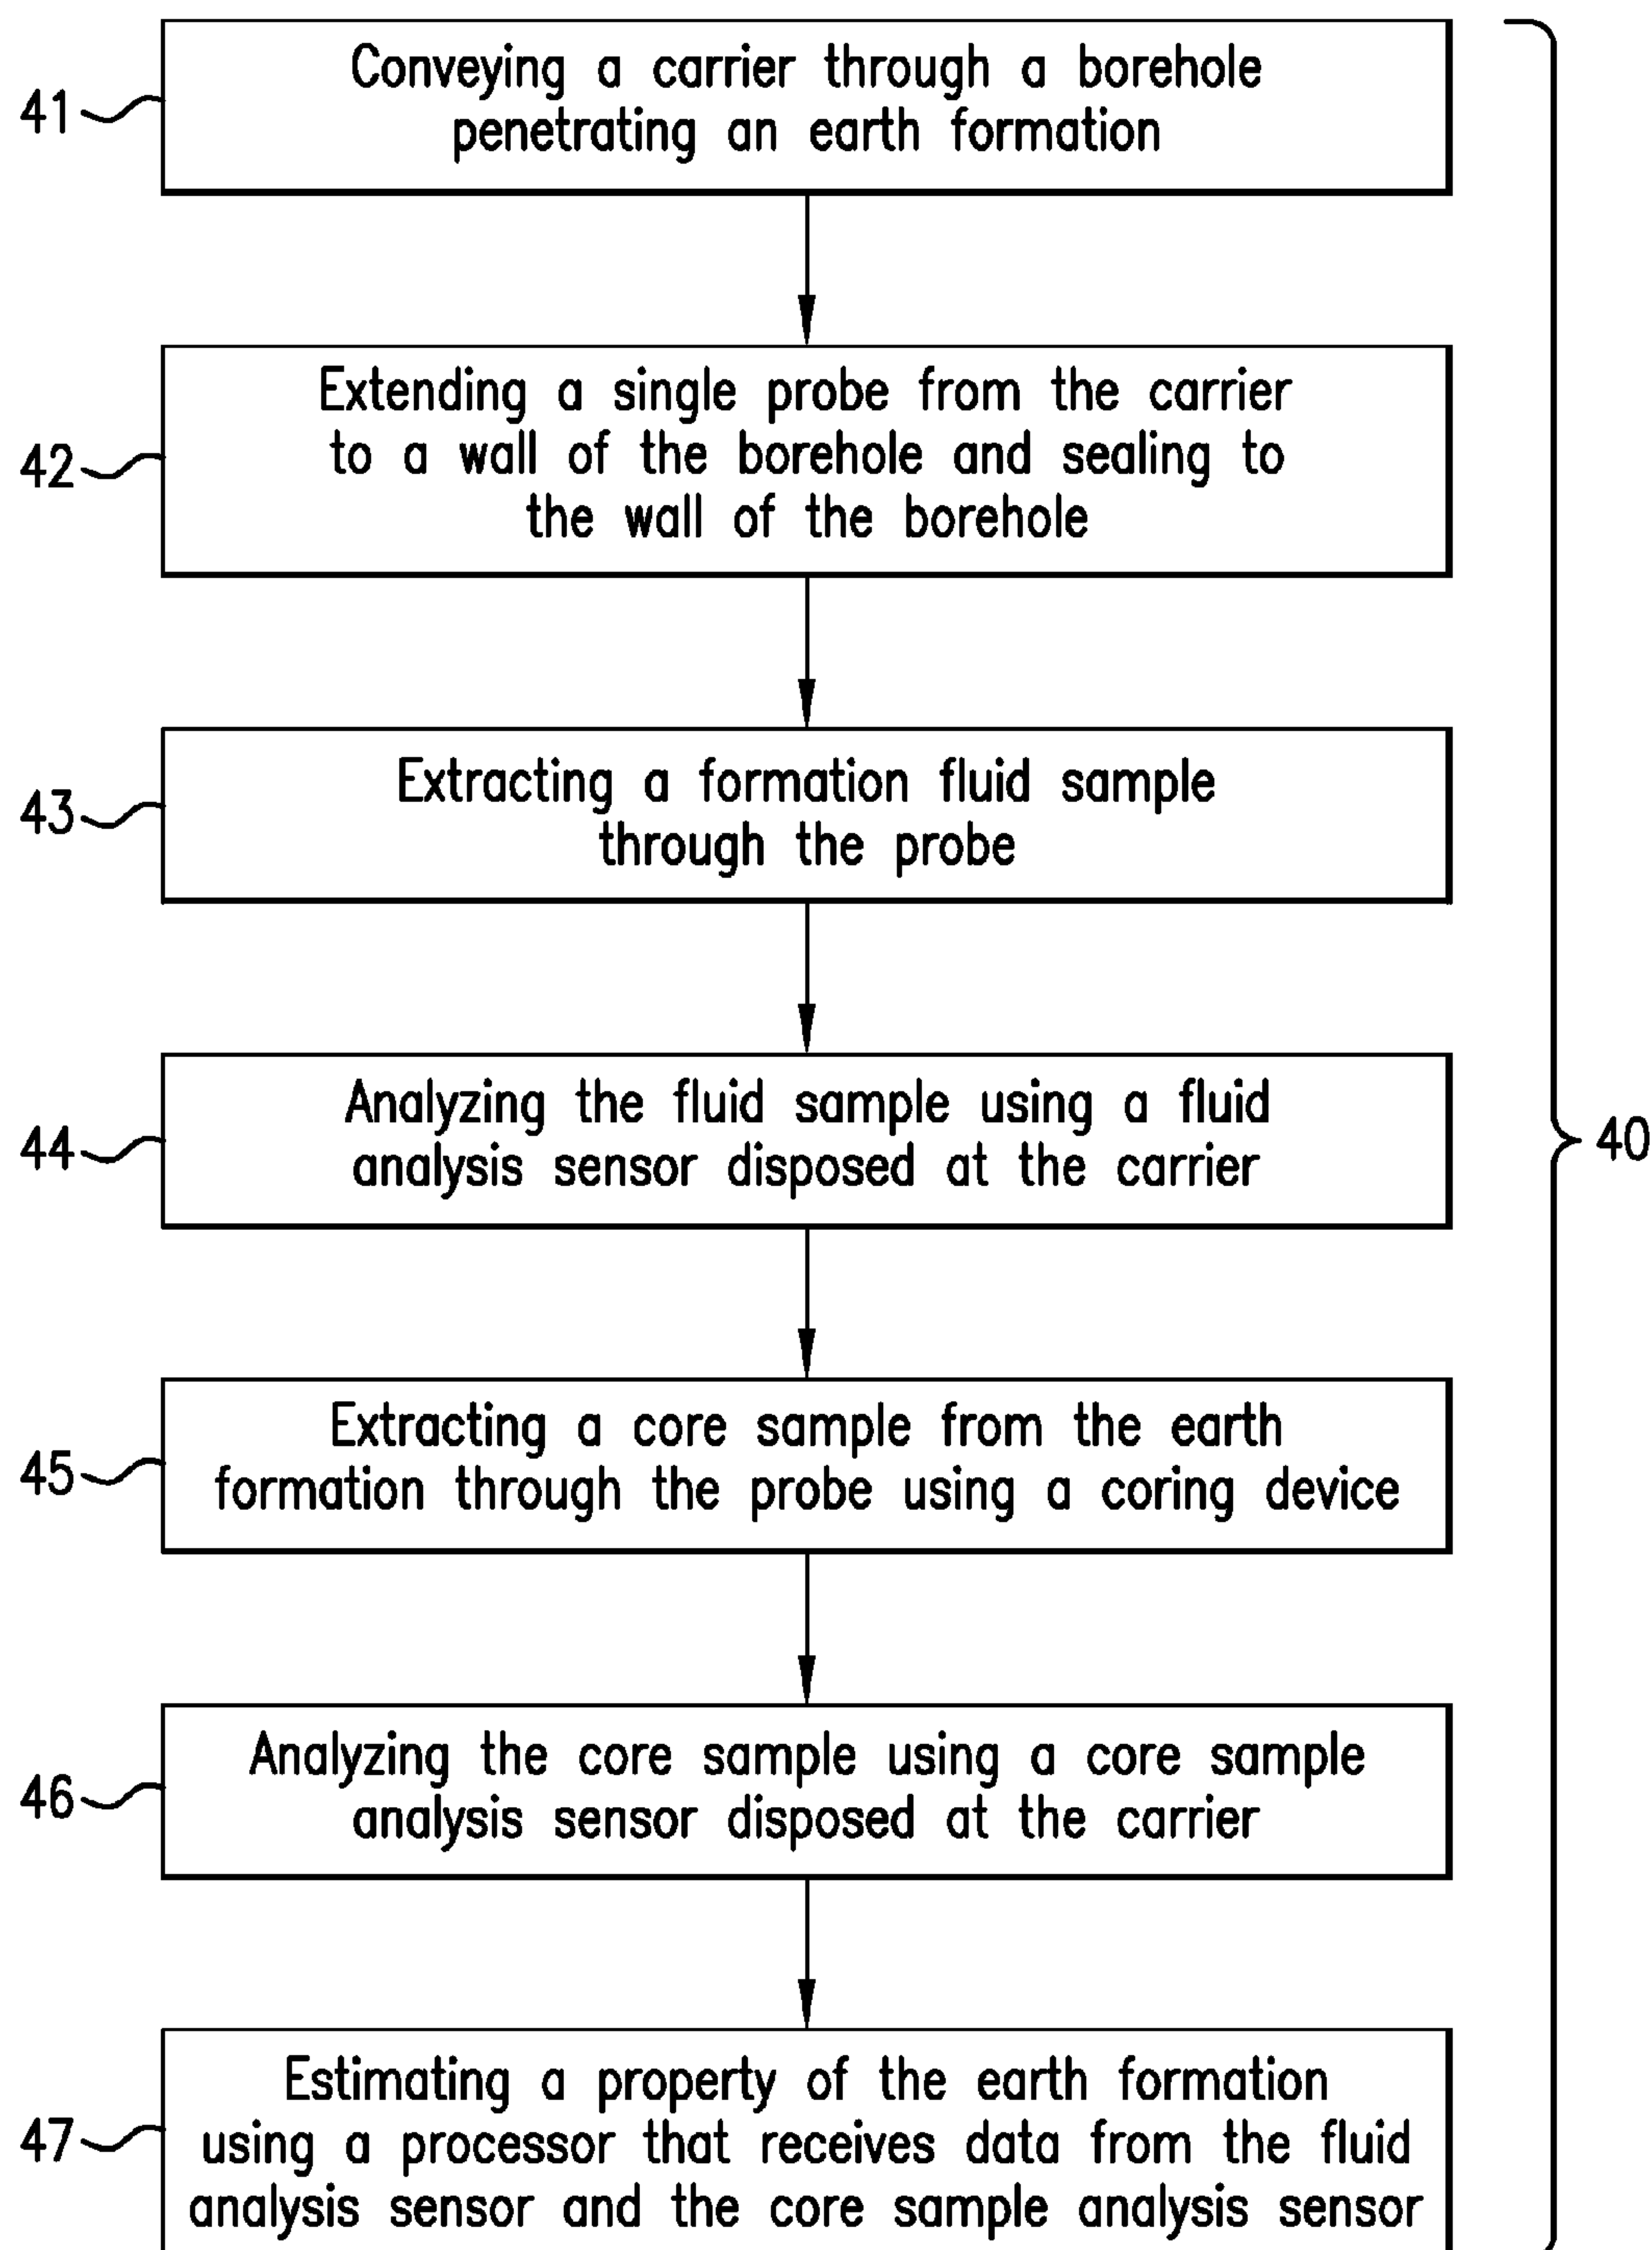 41
Conveying a carrier through a borehole
penetrating an earth formation
42
Extending a single probe from the carrier
to a wall of the borehole and sealing to
the wall of the borehole
43
Extracting a formation fluid sample
through the probe
44
Analyzing the fluid sample using a fluid
analysis sensor disposed at the carrier
40
45
Extracting a core sample from the earth
formation through the probe using a coring device
46
Analyzing the core sample using a core sample
analysis sensor disposed at the carrier
47
Estimating a property of the earth formation
using a processor that receives data from the fluid
analysis sensor and the core sample analysis sensor